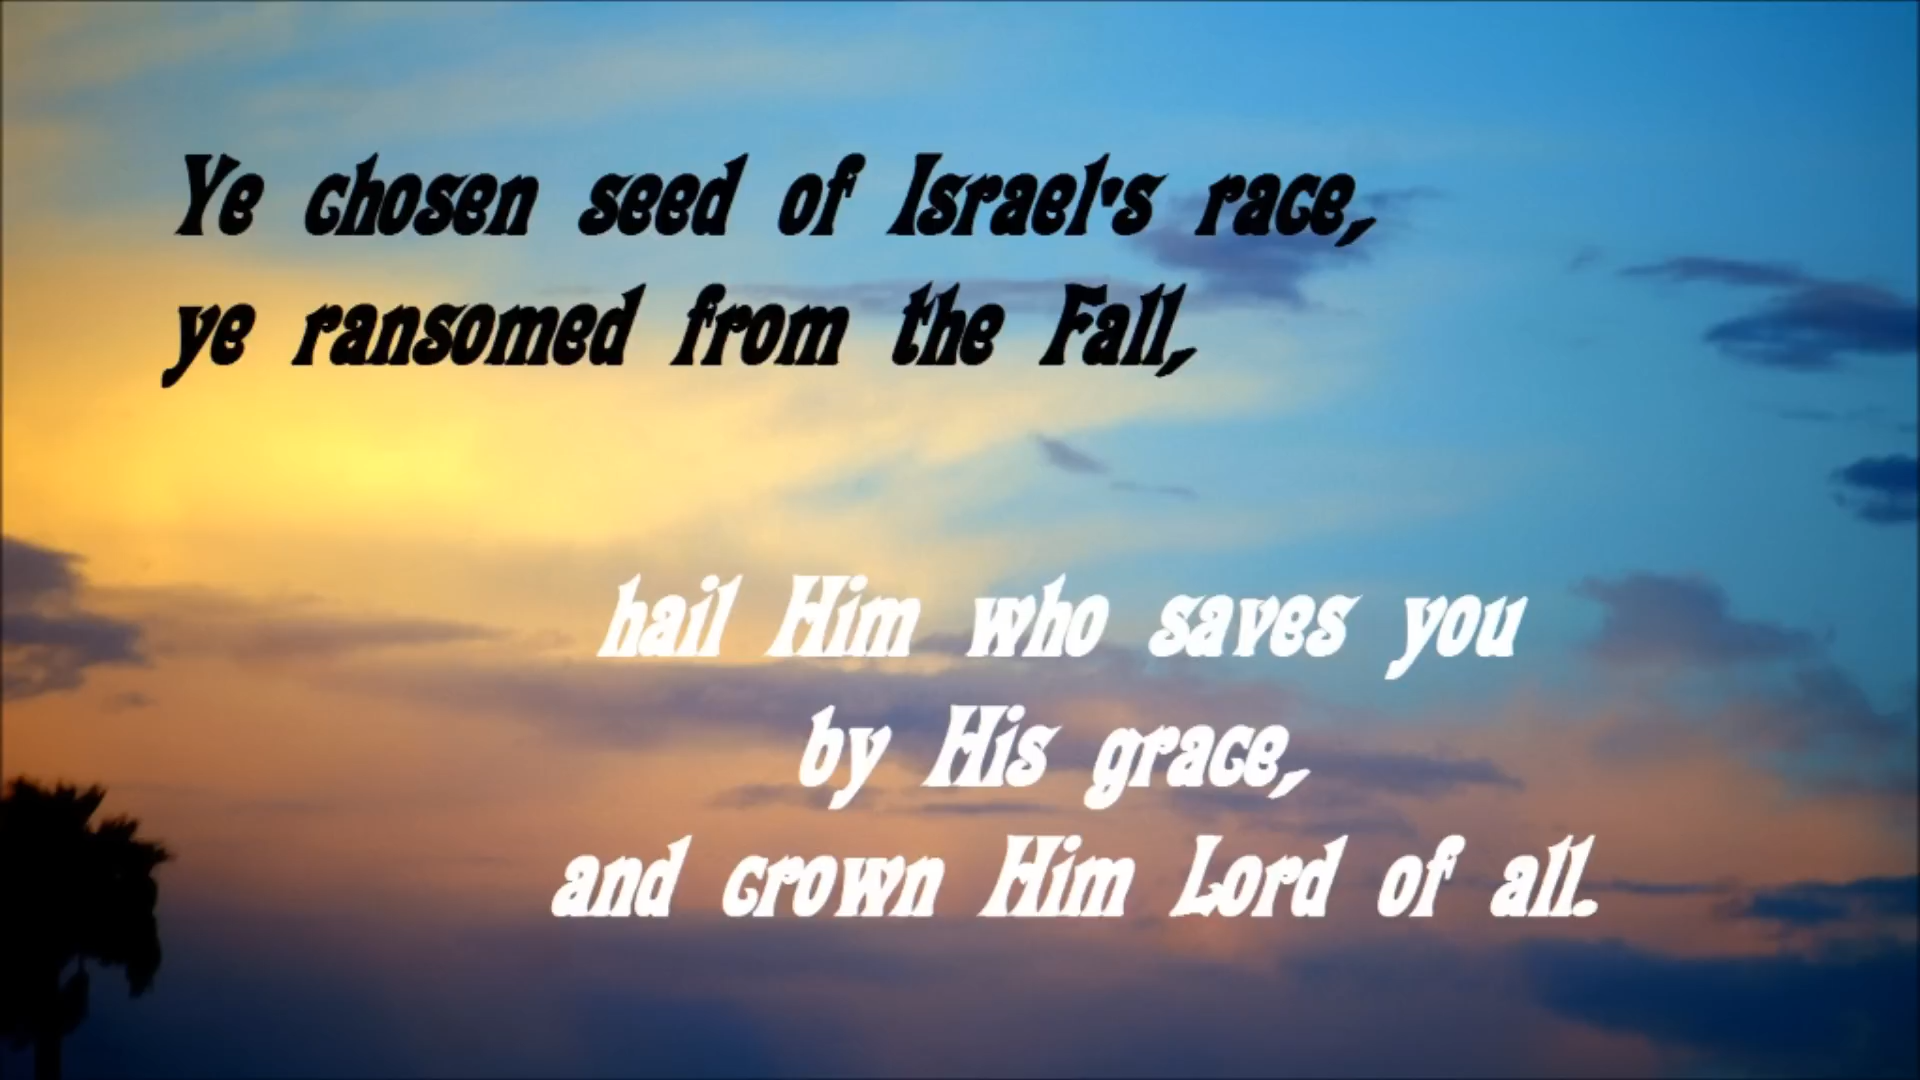 Ye chosen seed of Israel's race,
ye ransomed from the Fall,
hail Him who saves you
by His grace,
and crown Him Lord of all.